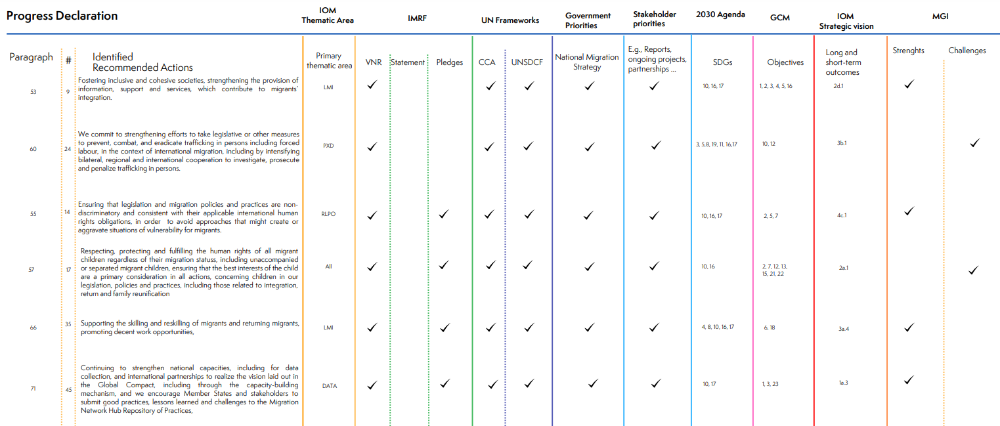 Progress Declaration
IOM
Thematic Area
IMRF
UN Frameworks
Government
Priorities
Stakeholder
priorities
2030 Agenda
GCM
IOM
Strategic vision
MGI
Paragraph
#
Identified
Recommended Actions
Primary
thematic area
VNR
Statement
Pledges
CCA
UNSDCF
National Migration
Strategy
E.g., Reports,
ongoing projects,
partnerships ...
SDGs
Objectives
Long and
short-term
outcomes
Strenghts
Challenges
53
9
Fostering inclusive and cohesive societies, strengthening the provision of
information, support and services, which contribute to migrants'
integration.
LMI
✓ ✓ ✓ ✓ ✓
10, 16, 17
1, 2, 3, 4, 5, 16
2d.1
✓
60
24
We commit to strengthening efforts to take legislative or other measures
to prevent, combat, and eradicate trafficking in persons including forced
labour, in the context of international migration, including by intensifying
bilateral, regional and international cooperation to investigate, prosecute
and penalize trafficking in persons.
PXD
✓ ✓ ✓ ✓ ✓
3, 5,8, 19, 11, 16,17
10, 12
3b.1
✓
55
14
Ensuring that legislation and migration policies and practices are non-
discriminatory and consistent with their applicable international human
rights obligations, in order to avoid approaches that might create or
aggravate situations of vulnerability for migrants.
RLPO
✓ ✓ ✓ ✓ ✓ ✓
10, 16, 17
2, 5, 7
4c.1
✓
57
17
Respecting, protecting and fulfilling the human rights of all migrant
children regardless of their migration statuss, including unaccompanied
or separated migrant children, ensuring that the best interests of the child
are a primary consideration in all actions, concerning children in our
legislation, policies and practices, including those related to integration,
return and family reunification
All
✓ ✓ ✓ ✓ ✓ ✓
10, 16
2, 7, 12, 13,
15, 21, 22
2a.1
✓
66
35
Supporting the skilling and reskilling of migrants and returning migrants,
promoting decent work opportunities,
LMI
✓ ✓ ✓ ✓ ✓ ✓
4, 8, 10, 16, 17
6, 18
3a.4
✓
71
45
Continuing to strengthen national capacities, including for data
collection, and international partnerships to realize the vision laid out in
the Global Compact, including through the capacity-building
mechanism, and we encourage Member States and stakeholders to
submit good practices, lessons learned and challenges to the Migration
Network Hub Repository of Practices,
DATA
✓ ✓ ✓ ✓ ✓ ✓
10, 17
1, 3, 23
1a.3
✓